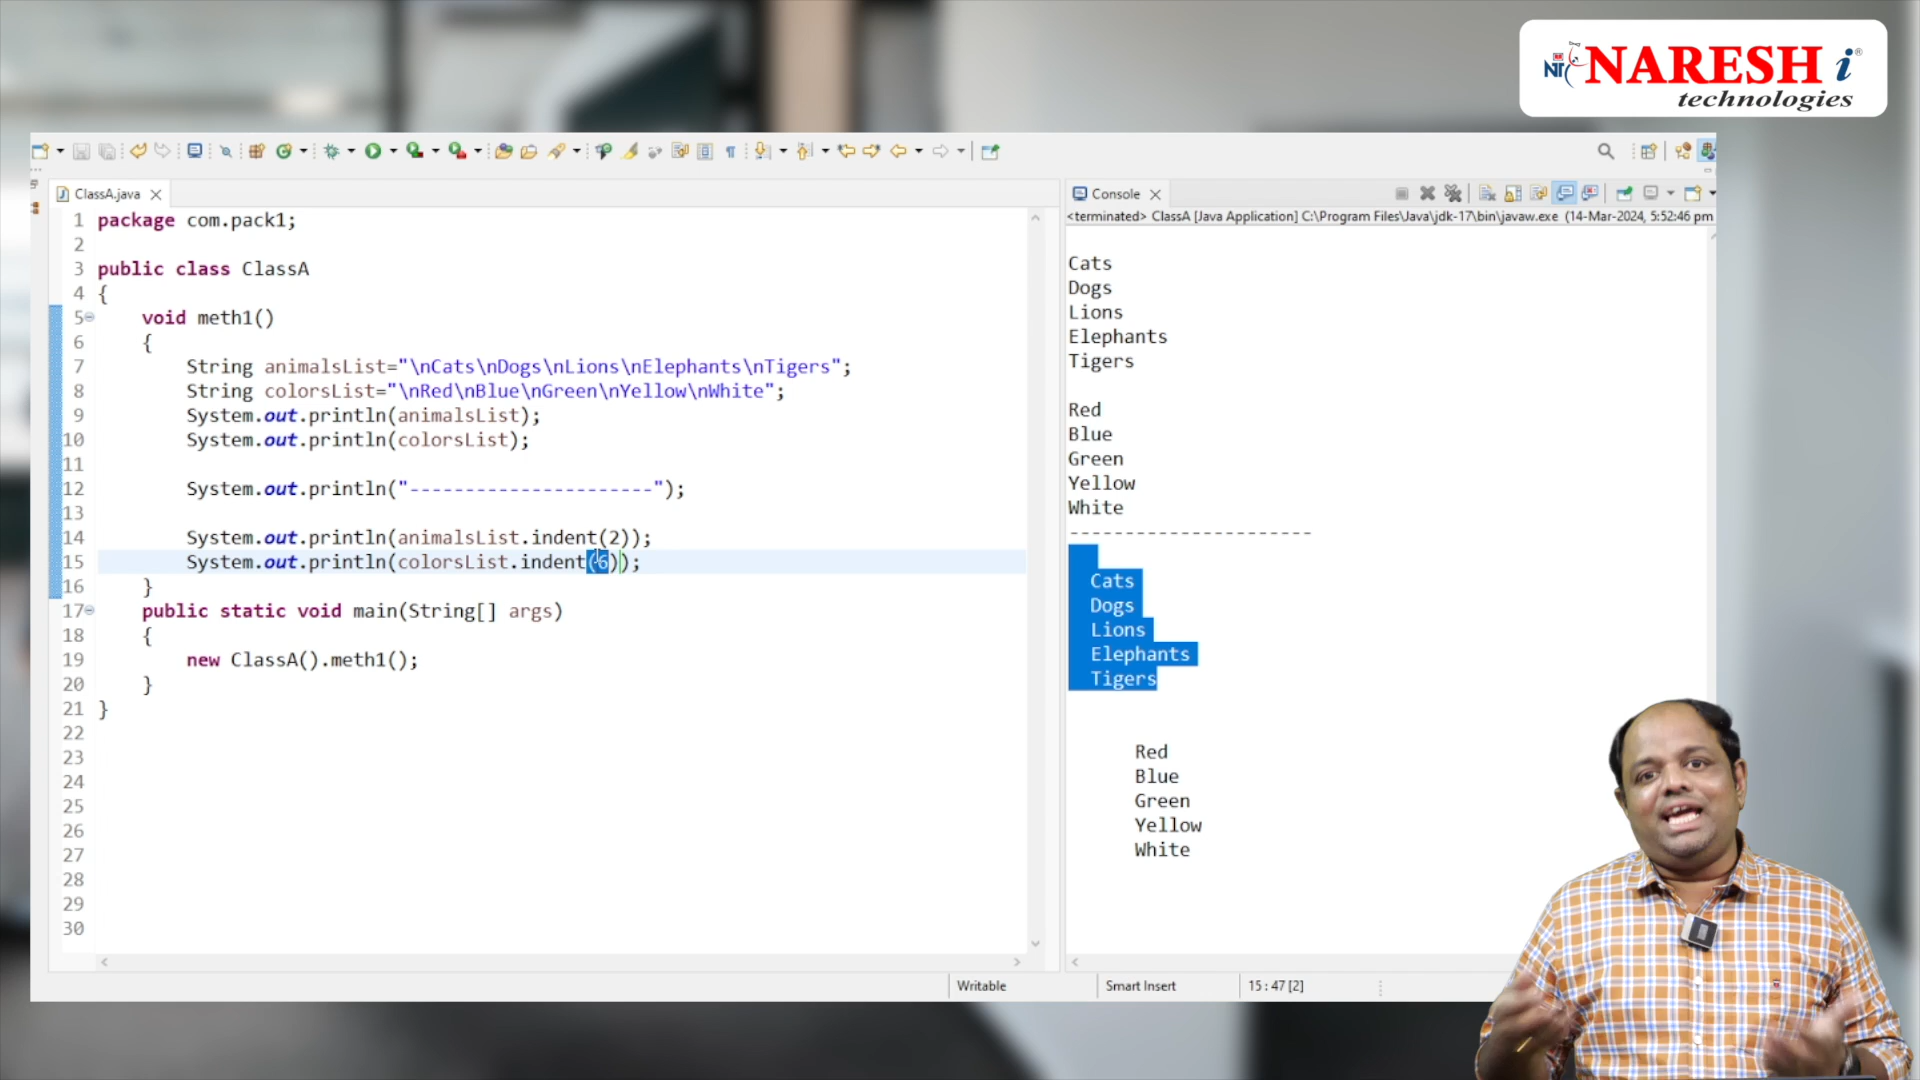 NARESH i
technologies
ClassA.java
1 package com.pack1;
2
3 public class ClassA
4 {
5 void meth1()
6 {
7 String animalsList="\nCats\nDogs\nLions\nElephants\nTigers";
8 String colorsList="\nRed\nBlue\nGreen\nYellow\nWhite";
9 System.out.println(animalsList);
10 System.out.println(colorsList);
11
12 System.out.println("----------------------");
13
14 System.out.println(animalsList.indent(2));
15 System.out.println(colorsList.indent(6));
16 }
17 public static void main(String[] args)
18 {
19 new ClassA().meth1();
20 }
21 }
22
23
24
25
26
27
28
29
30
Console
<terminated> ClassA [Java Application] C:\Program Files\Java\jdk-17\bin\javaw.exe (14-Mar-2024, 5:52:46 pm
Cats
Dogs
Lions
Elephants
Tigers
Red
Blue
Green
Yellow
White
----------------------
Cats
Dogs
Lions
Elephants
Tigers
Red
Blue
Green
Yellow
White
Writable
Smart Insert
15 : 47 [2]